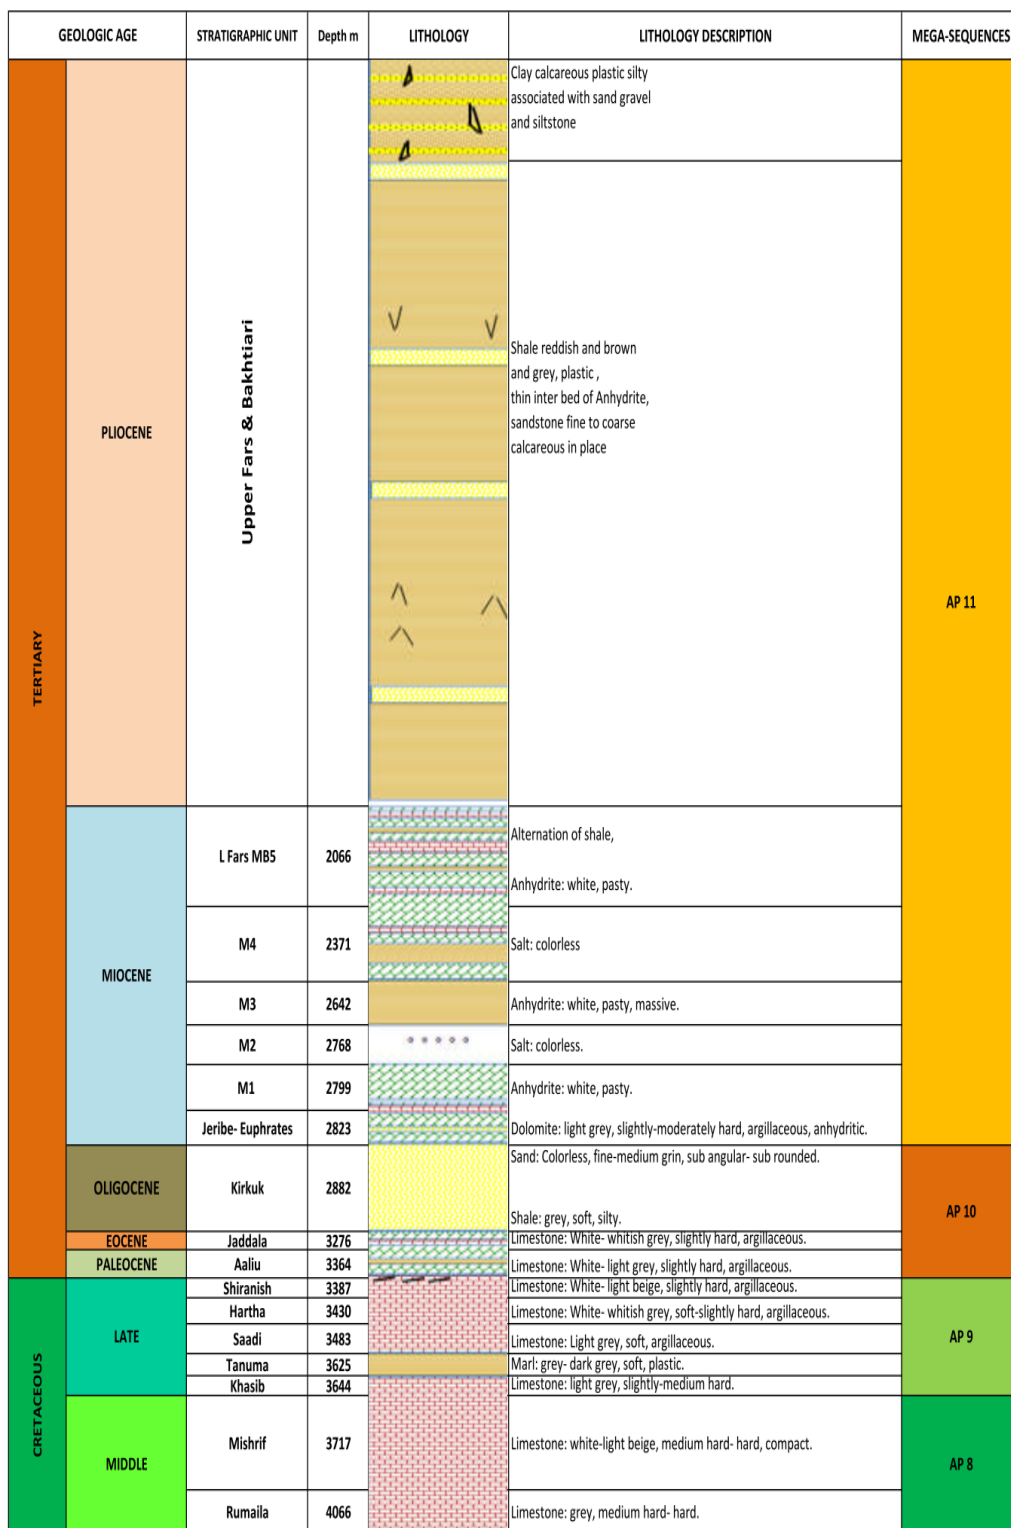 GEOLOGIC AGE STRATIGRAPHIC UNIT Depth m LITHOLOGY LITHOLOGY DESCRIPTION MEGA-SEQUENCES
TERTIARY
PLIOCENE
Upper Fars & Bakhtiari
Clay calcareous plastic silty
associated with sand gravel
and siltstone
Shale reddish and brown
and grey, plastic ,
thin inter bed of Anhydrite,
sandstone fine to coarse
calcareous in place
AP 11
MIOCENE
L Fars MB5 2066
Alternation of shale,
Anhydrite: white, pasty.
M4 2371 Salt: colorless
M3 2642 Anhydrite: white, pasty, massive.
M2 2768 Salt: colorless.
M1 2799 Anhydrite: white, pasty.
Jeribe- Euphrates 2823 Dolomite: light grey, slightly-moderately hard, argillaceous, anhydritic.
OLIGOCENE
Kirkuk 2882
Sand: Colorless, fine-medium grin, sub angular- sub rounded.
Shale: grey, soft, silty.
AP 10
EOCENE Jaddala 3276 Limestone: White- whitish grey, slightly hard, argillaceous.
PALEOCENE Aaliu 3364 Limestone: White- light grey, slightly hard, argillaceous.
CRETACEOUS
LATE
Shiranish 3387 Limestone: White- light beige, slightly hard, argillaceous.
Hartha 3430 Limestone: White- whitish grey, soft-slightly hard, argillaceous.
Saadi 3483 Limestone: Light grey, soft, argillaceous.
Tanuma 3625 Marl: grey- dark grey, soft, plastic.
Khasib 3644 Limestone: light grey, slightly-medium hard.
AP 9
MIDDLE
Mishrif 3717 Limestone: white-light beige, medium hard- hard, compact.
Rumaila 4066 Limestone: grey, medium hard- hard.
AP 8